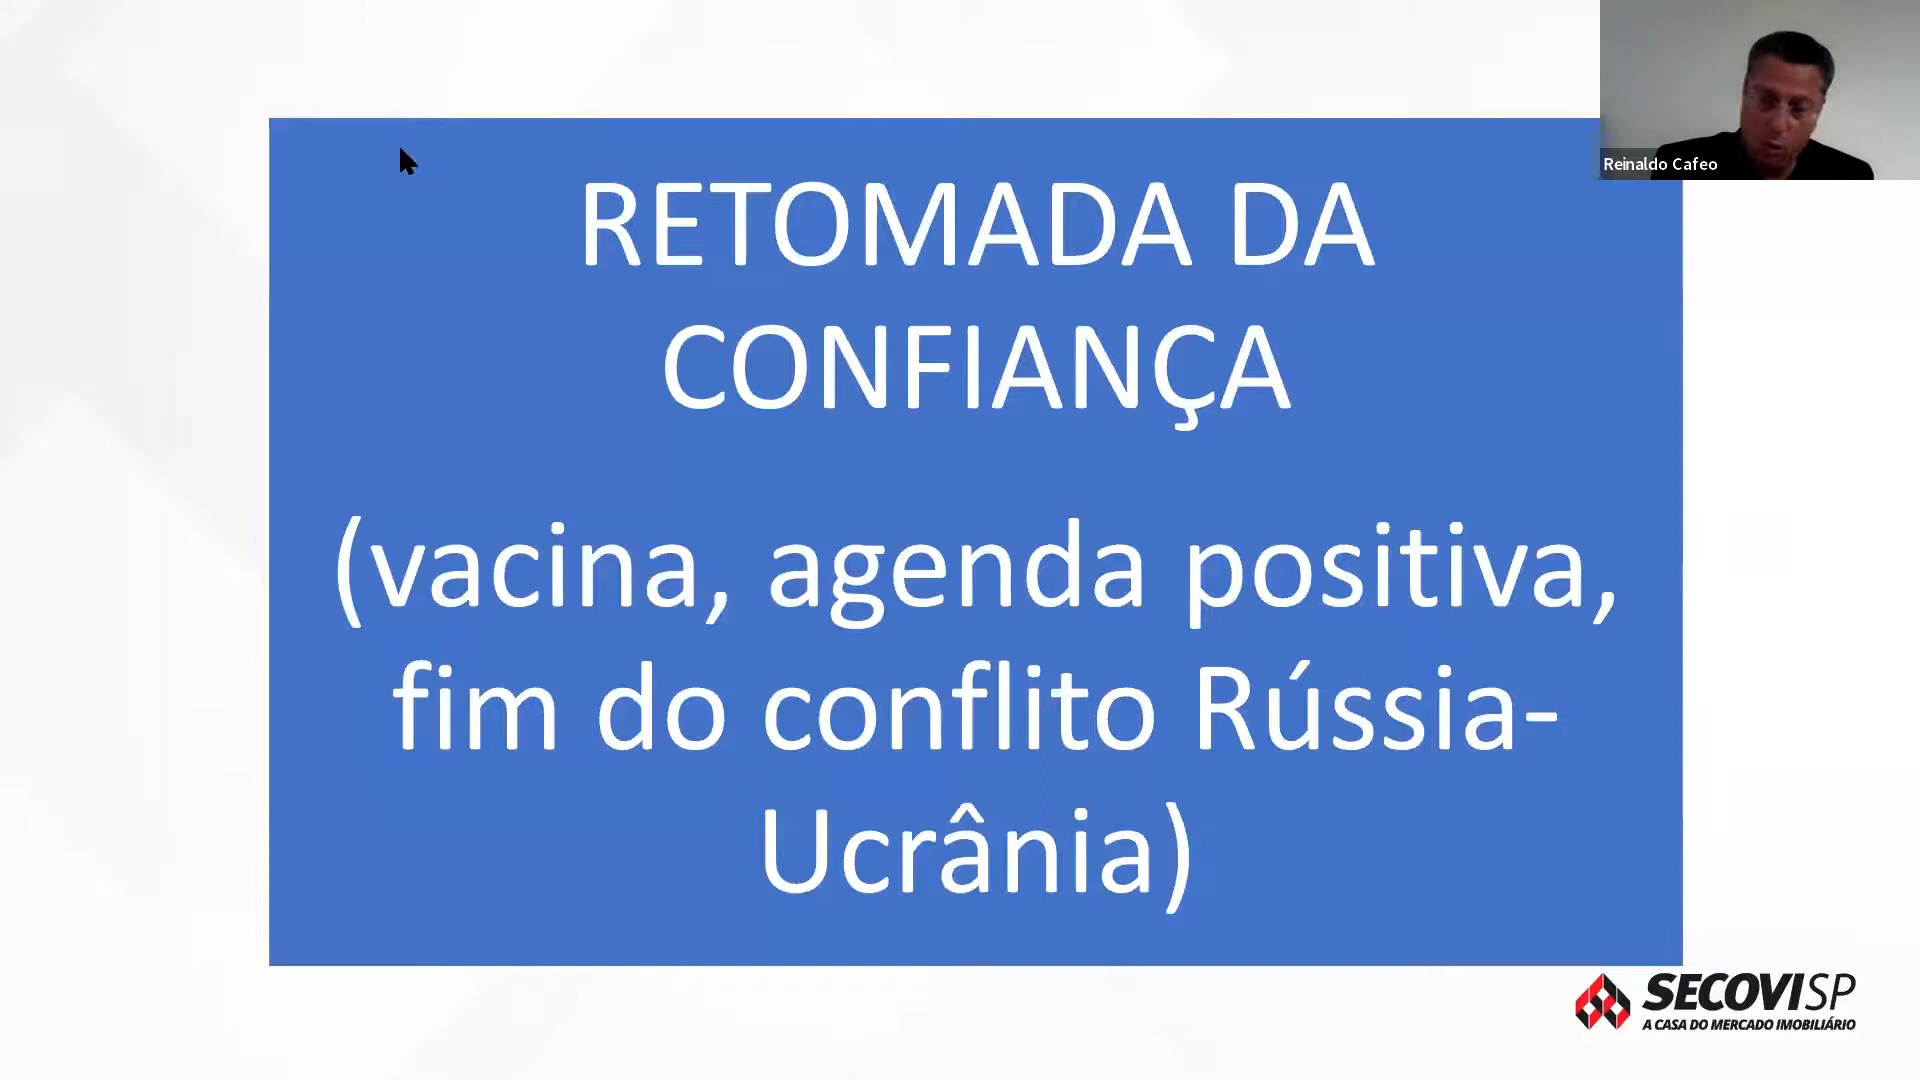 RETOMADA DA
CONFIANÇA
(vacina, agenda positiva,
fim do conflito Rússia-
Ucrânia)
Reinaldo Cafeo
SECOVISP
A CASA DO MERCADO IMOBILIÁRIO